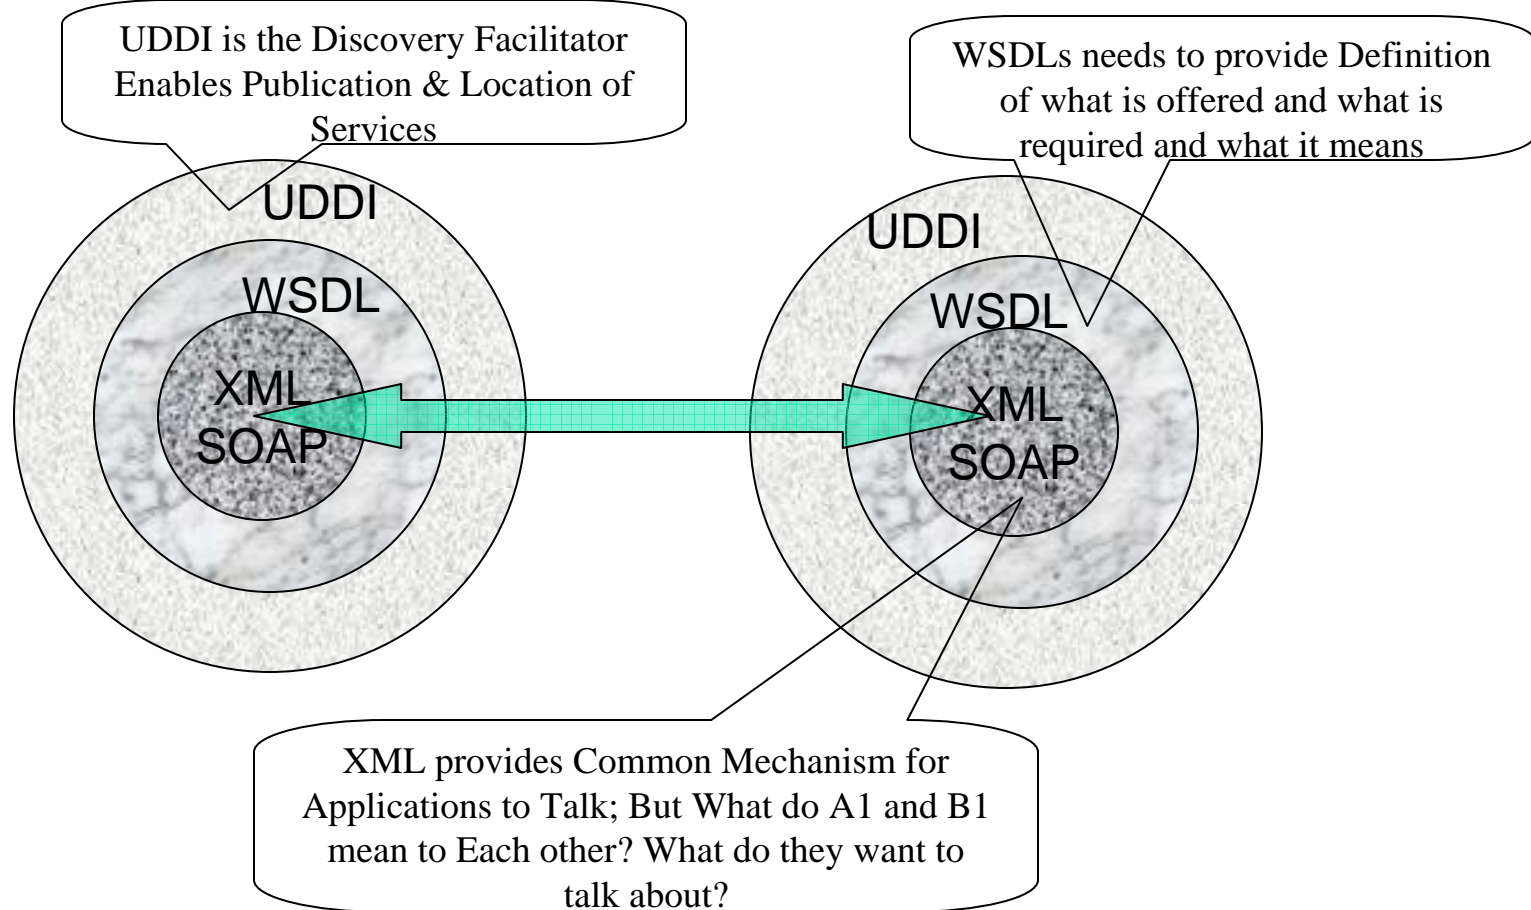 UDDI is the Discovery Facilitator
Enables Publication & Location of
Services
WSDLs needs to provide Definition
of what is offered and what is
required and what it means
UDDI
WSDL
XML
SOAP
UDDI
WSDL
XML
SOAP
XML provides Common Mechanism for
Applications to Talk; But What do A1 and B1
mean to Each other? What do they want to
talk about?